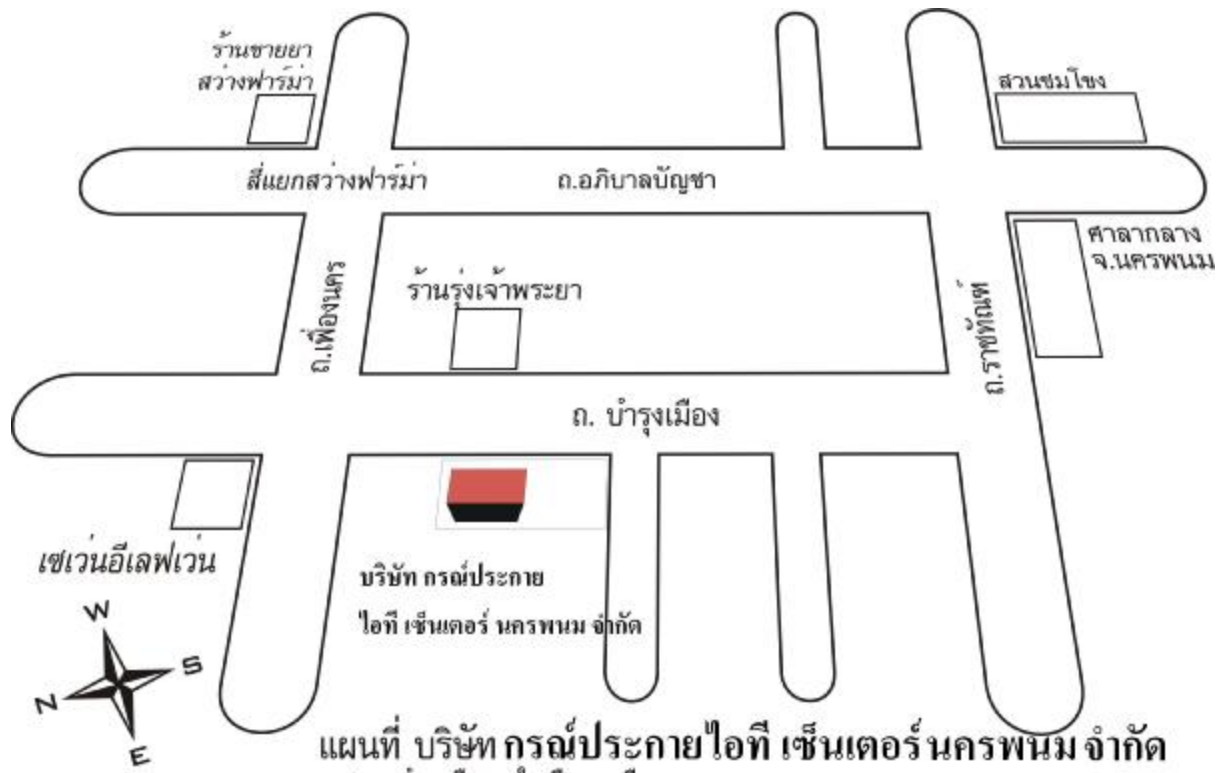 ร้านขายยา
สว่างฟาร์ม่า
สวนชมโขง
สี่แยกสว่างฟาร์ม่า
ถ.อภิบาลบัญชา
ศาลากลาง
จ.นครพนม
ถ.เฟื่องนคร
ร้านรุ่งเจ้าพระยา
ถ.ราชทัณฑ์
ถ. บำรุงเมือง
เซเว่นอีเลฟเว่น
บริษัท กรณ์ประกาย
ไอที เซ็นเตอร์ นครพนม จำกัด
W
S
N
E
แผนที่ บริษัท กรณ์ประกาย ไอที เซ็นเตอร์ นครพนม จำกัด